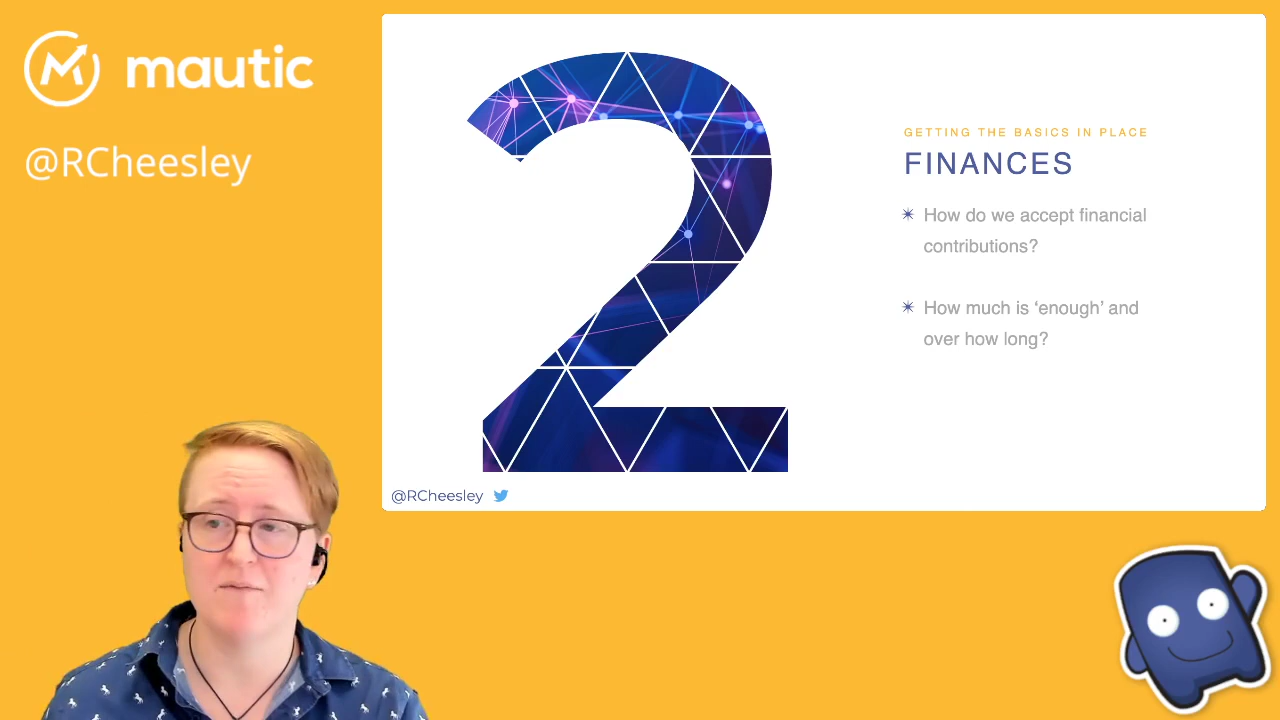 mautic
@RCheesley
2
GETTING THE BASICS IN PLACE
FINANCES
How do we accept financial
contributions?
How much is ‘enough’ and
over how long?
@RCheesley